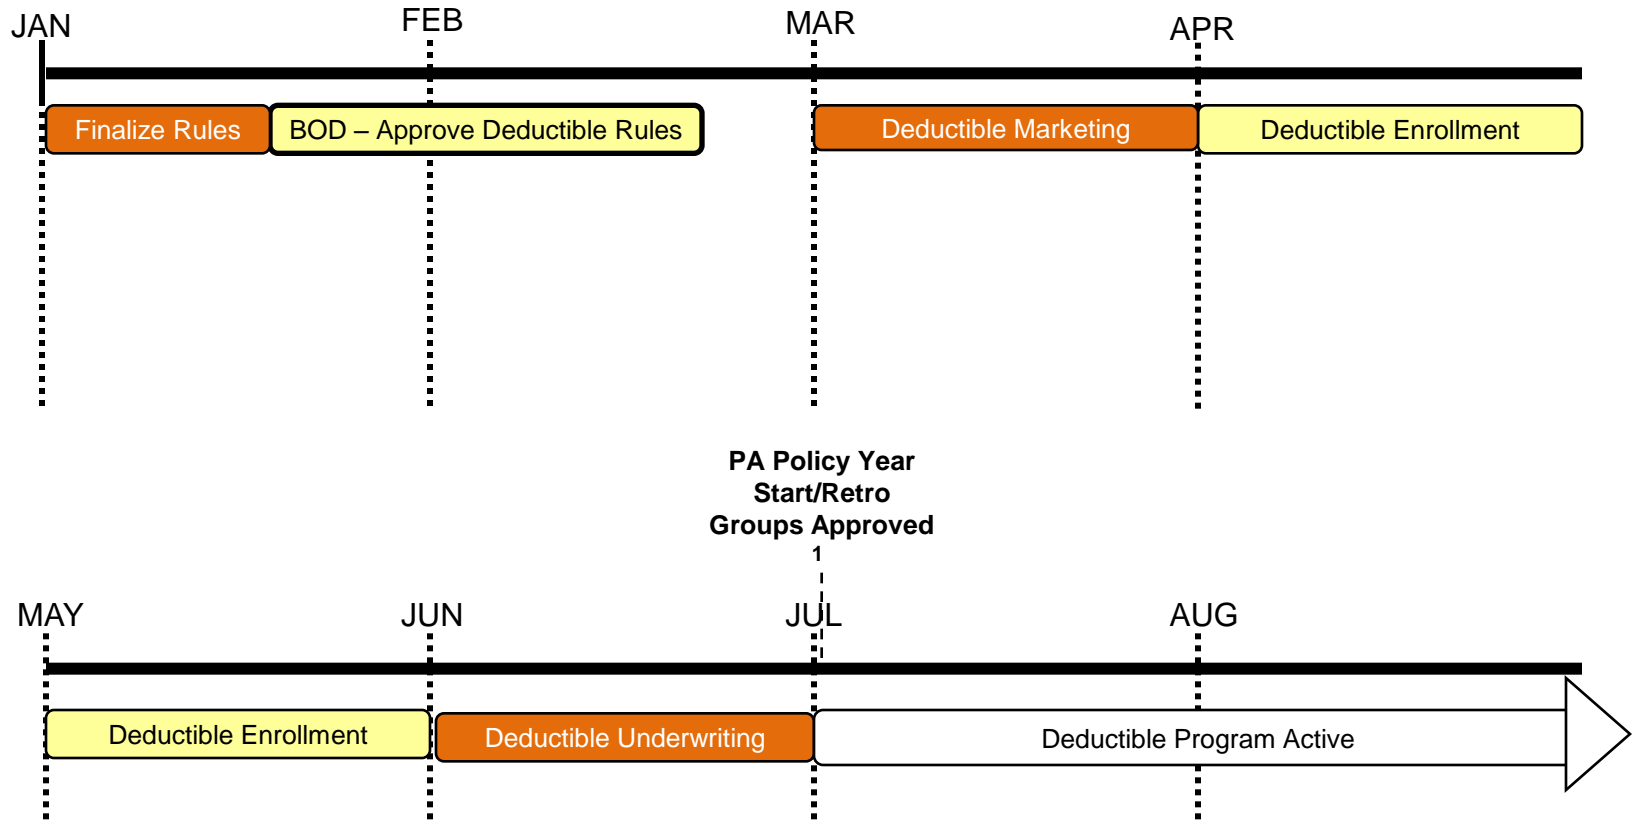 JAN
FEB
MAR
APR
Finalize Rules
BOD – Approve Deductible Rules
Deductible Marketing
Deductible Enrollment
PA Policy Year
Start/Retro
Groups Approved
1
MAY
JUN
JUL
AUG
Deductible Enrollment
Deductible Underwriting
Deductible Program Active